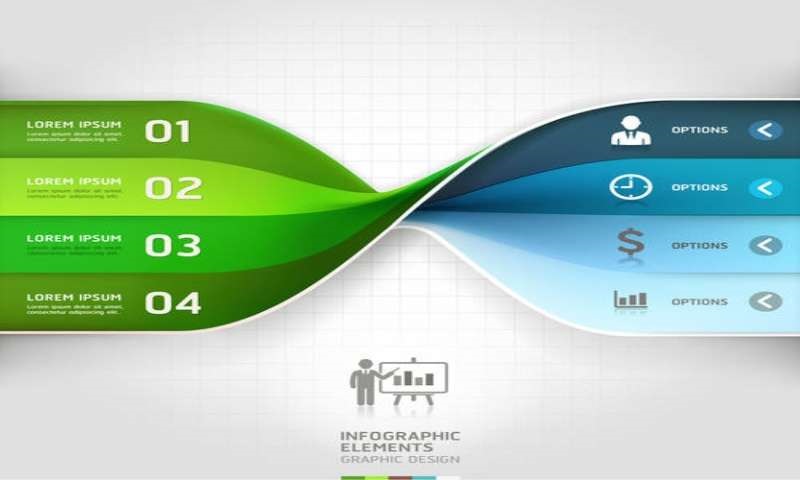 LOREM IPSUM
Lorem ipsum dolor sit amet,
consectetur adipiscing elit.
01
LOREM IPSUM
Lorem ipsum dolor sit amet,
consectetur adipiscing elit.
02
LOREM IPSUM
Lorem ipsum dolor sit amet,
consectetur adipiscing elit.
03
LOREM IPSUM
Lorem ipsum dolor sit amet,
consectetur adipiscing elit.
04
OPTIONS
OPTIONS
$ OPTIONS
OPTIONS
INFOGRAPHIC
ELEMENTS
GRAPHIC DESIGN